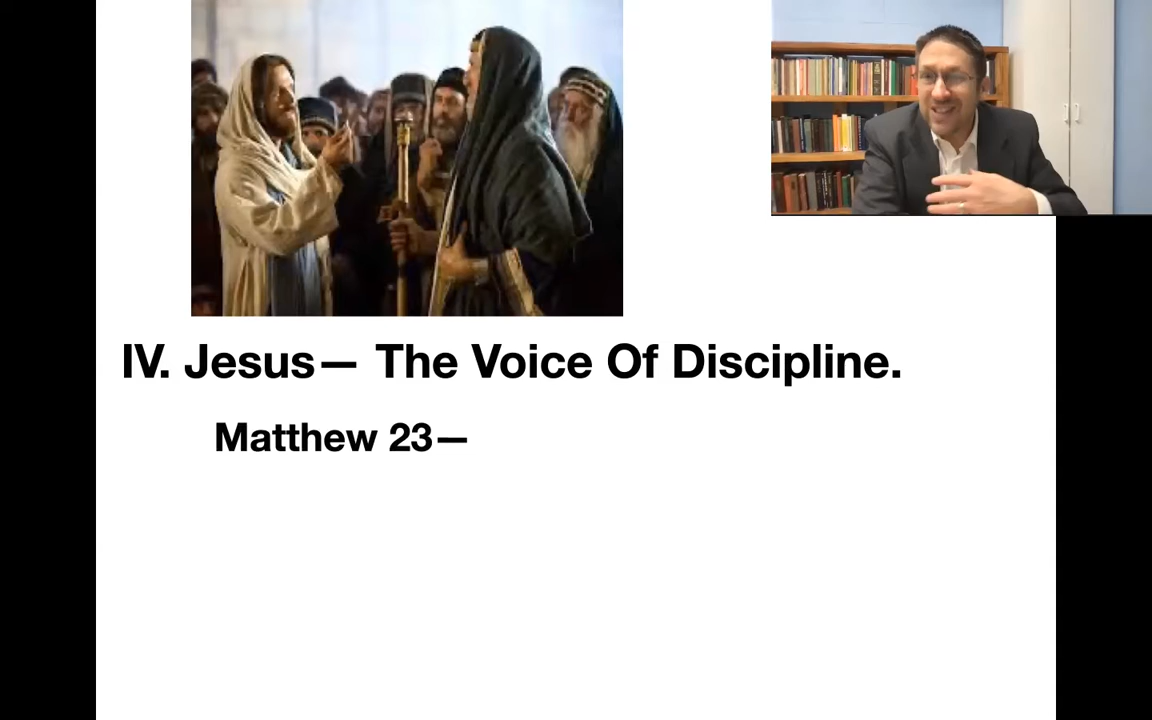 IV. Jesus— The Voice Of Discipline.
Matthew 23—